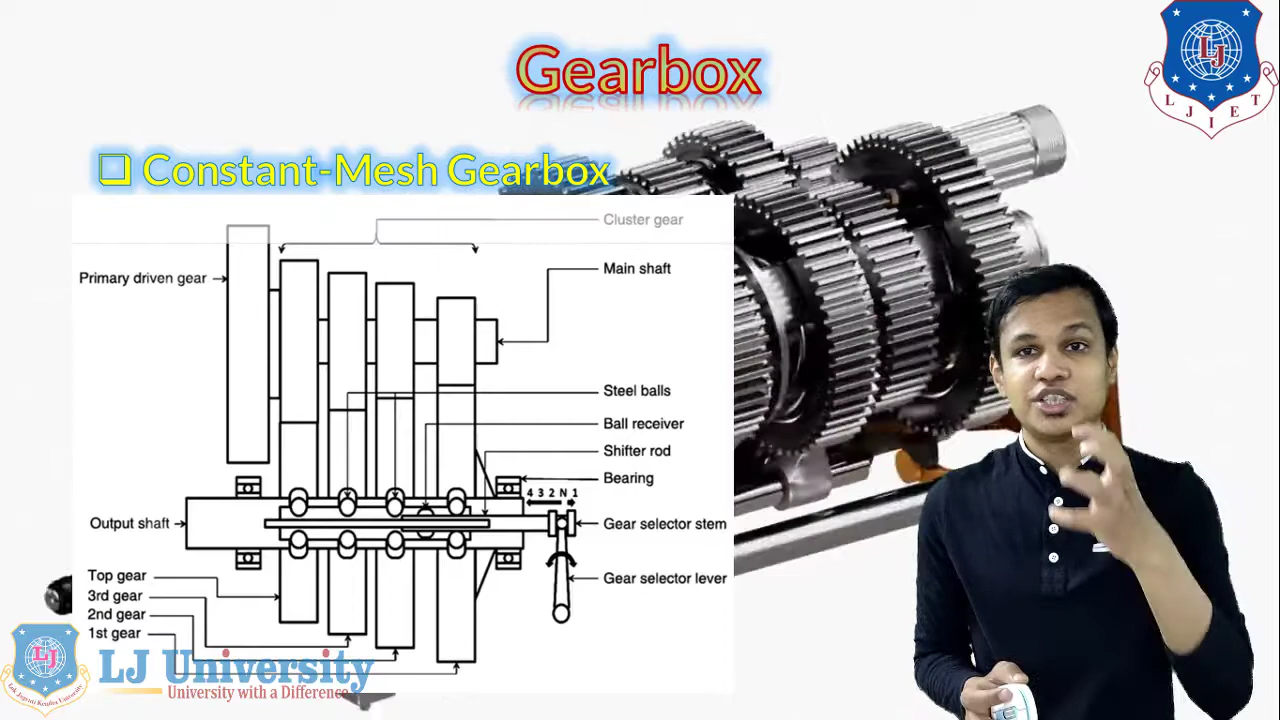 Gearbox
LJ
L J I E T
❑ Constant-Mesh Gearbox
Cluster gear
Primary driven gear
Main shaft
Steel balls
Ball receiver
Shifter rod
Bearing
4 3 2 N 1
Output shaft
Gear selector stem
Gear selector lever
Top gear
3rd gear
2nd gear
1st gear
LJ
LJ University
University with a Difference